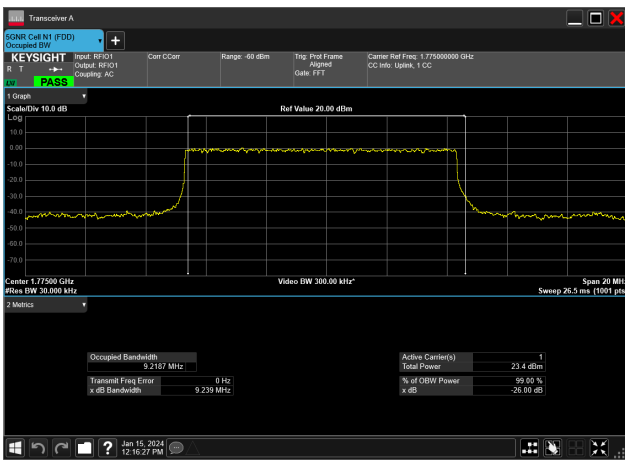 Transceiver A
5GNR Cell N1 (FDD)
Occupied BW
KEYSIGHT
R T
LV
PASS
Input: RFIO1
Output: RFIO1
Coupling: AC
Corr CCorr
Range: -60 dBm
Trig: Prot Frame
Aligned
Gate: FFT
Carrier Ref Freq: 1.775000000 GHz
CC Info: Uplink, 1 CC
1 Graph
Scale/Div 10.0 dB
Ref Value 20.00 dBm
Log
10.0
0.00
-10.0
-20.0
-30.0
-40.0
-50.0
-60.0
-70.0
Center 1.77500 GHz
Video BW 300.00 kHz*
Span 20 MHz
#Res BW 30.000 kHz
Sweep 26.5 ms (1001 pts
2 Metrics
Occupied Bandwidth
9.2187 MHz
Active Carrier(s) 1
Total Power 23.4 dBm
Transmit Freq Error 0 Hz
x dB Bandwidth 9.239 MHz
% of OBW Power 99.00 %
x dB -26.00 dB
Jan 15, 2024
12:16:27 PM